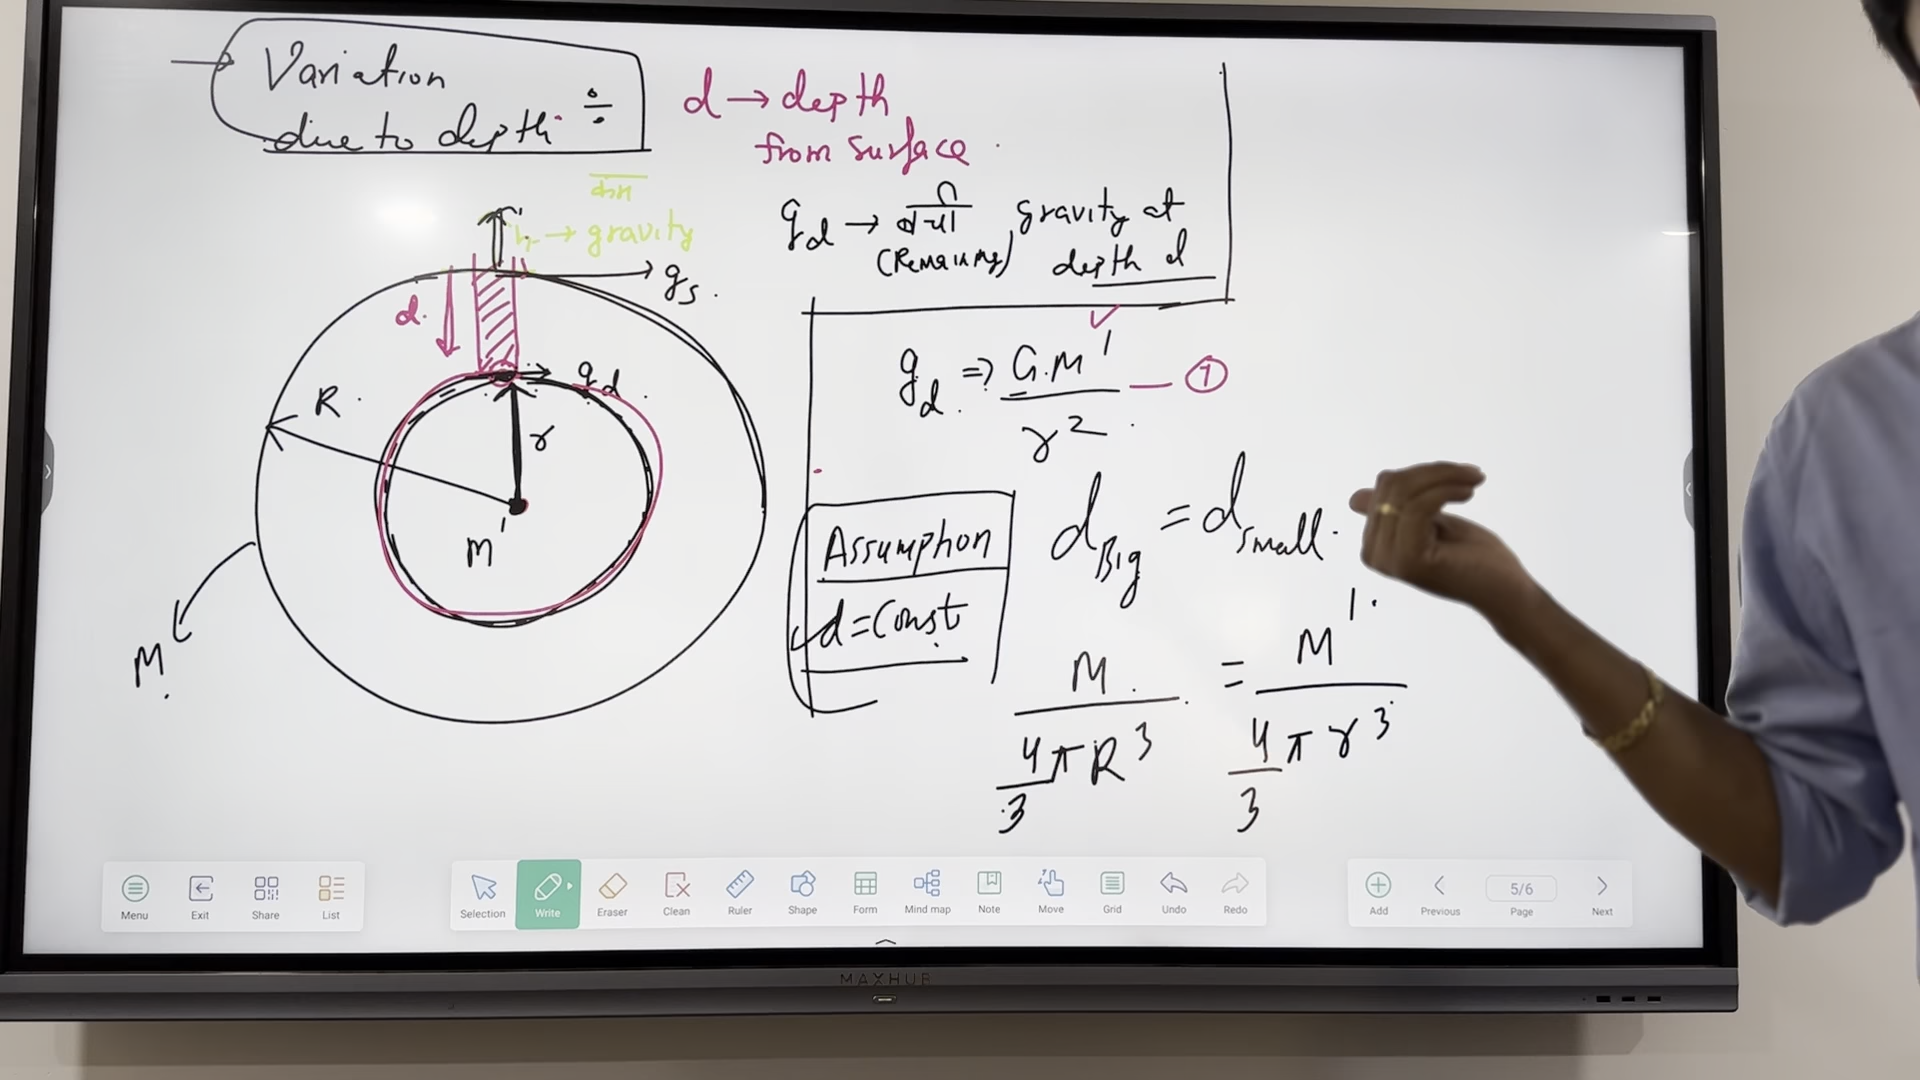 Variation
due to depth
d → depth
from surface
g_d → (Remaining) gravity at
depth d
→ gravity
g_s
d
g_d
R
r
M'
M
g_d ⇒ G.M' / r² — ①
Assumption
d = Const
d_Big = d_small
M / (4/3 π R³) = M' / (4/3 π r³)
Menu
Exit
Share
List
Selection
Write
Eraser
Clean
Ruler
Shape
Form
Mind map
Note
Move
Grid
Undo
Redo
Add
Previous
5/6
Page
Next
MAXHUB